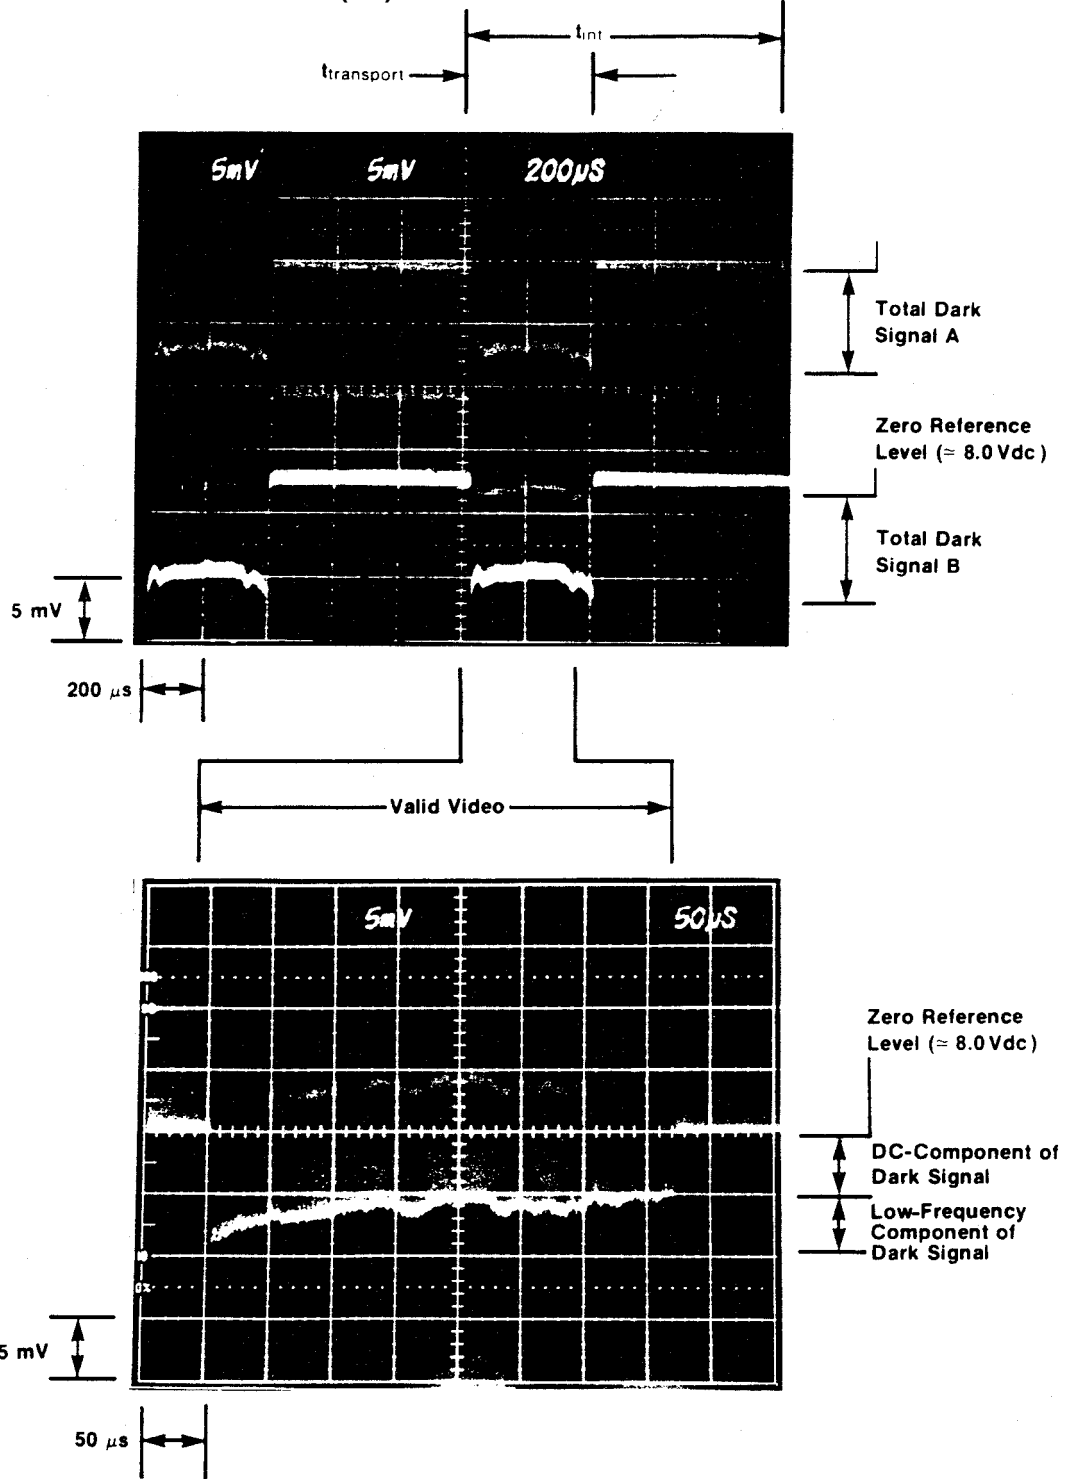 tint
ttransport
5mV
5mV
200µS
Total Dark
Signal A
Zero Reference
Level (≃ 8.0 Vdc)
Total Dark
Signal B
5 mV
200 µs
Valid Video
5mV
50µS
Zero Reference
Level (≃ 8.0 Vdc)
DC-Component of
Dark Signal
Low-Frequency
Component of
Dark Signal
0%
5 mV
50 µs